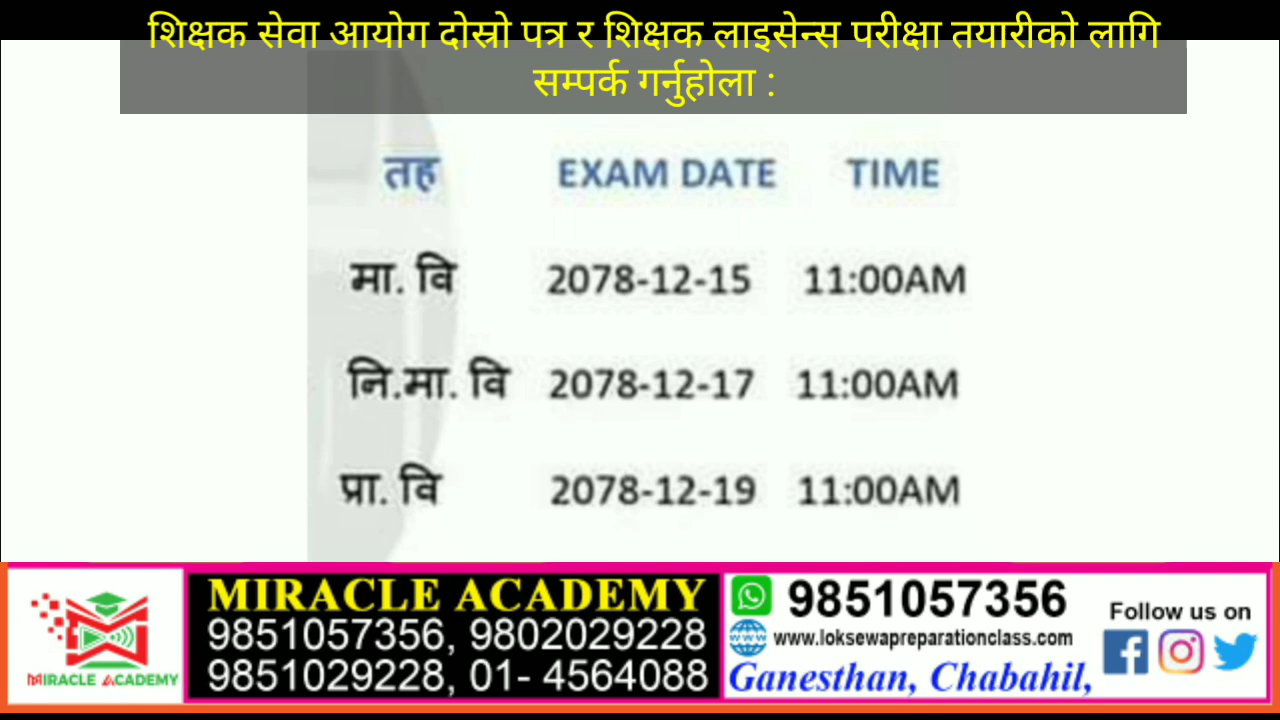 शिक्षक सेवा आयोग दोस्रो पत्र र शिक्षक लाइसेन्स परीक्षा तयारीको लागि
सम्पर्क गर्नुहोला :
तह EXAM DATE TIME
मा. वि 2078-12-15 11:00AM
नि.मा. वि 2078-12-17 11:00AM
प्रा. वि 2078-12-19 11:00AM
MIRACLE ACADEMY
MIRACLE ACADEMY
9851057356, 9802029228
9851029228, 01- 4564088
9851057356
www.loksewapreparationclass.com
Ganesthan, Chabahil,
Follow us on